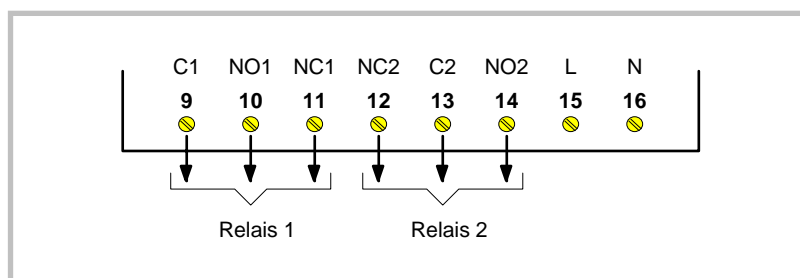 C1 NO1 NC1 NC2 C2 NO2 L N
9 10 11 12 13 14 15 16
Relais 1 Relais 2